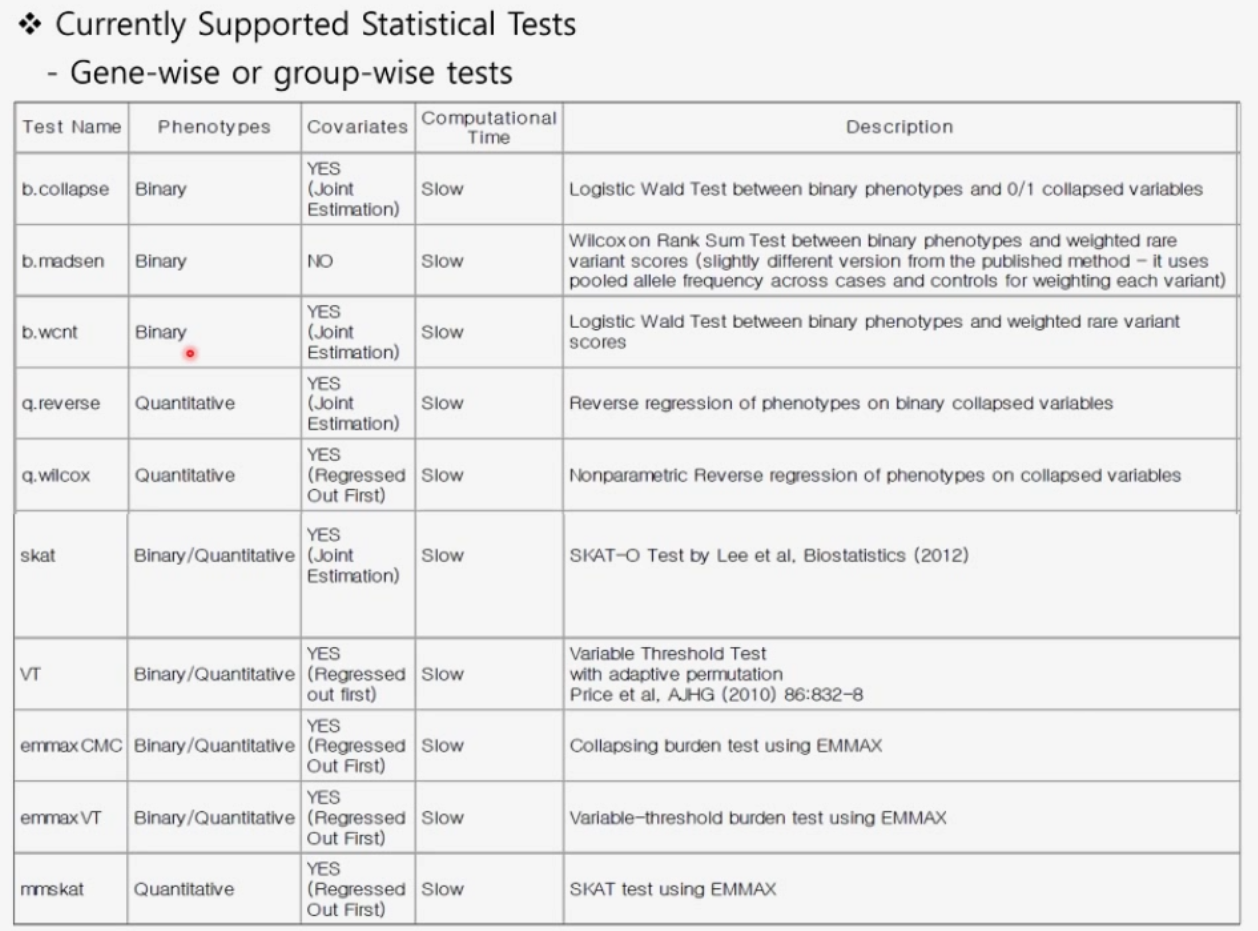 ❖ Currently Supported Statistical Tests
- Gene-wise or group-wise tests
Test Name Phenotypes Covariates Computational Time Description
b.collapse Binary YES (Joint Estimation) Slow Logistic Wald Test between binary phenotypes and 0/1 collapsed variables
b.madsen Binary NO Slow Wilcoxon Rank Sum Test between binary phenotypes and weighted rare
variant scores (slightly different version from the published method - it uses
pooled allele frequency across cases and controls for weighting each variant)
b.wcnt Binary YES (Joint Estimation) Slow Logistic Wald Test between binary phenotypes and weighted rare variant
scores
q.reverse Quantitative YES (Joint Estimation) Slow Reverse regression of phenotypes on binary collapsed variables
q.wilcox Quantitative YES (Regressed Out First) Slow Nonparametric Reverse regression of phenotypes on collapsed variables
skat Binary/Quantitative YES (Joint Estimation) Slow SKAT-O Test by Lee et al, Biostatistics (2012)
VT Binary/Quantitative YES (Regressed out first) Slow Variable Threshold Test
with adaptive permutation
Price et al, AJHG (2010) 86:832-8
emmaxCMC Binary/Quantitative YES (Regressed Out First) Slow Collapsing burden test using EMMAX
emmaxVT Binary/Quantitative YES (Regressed Out First) Slow Variable-threshold burden test using EMMAX
mmskat Quantitative YES (Regressed Out First) Slow SKAT test using EMMAX